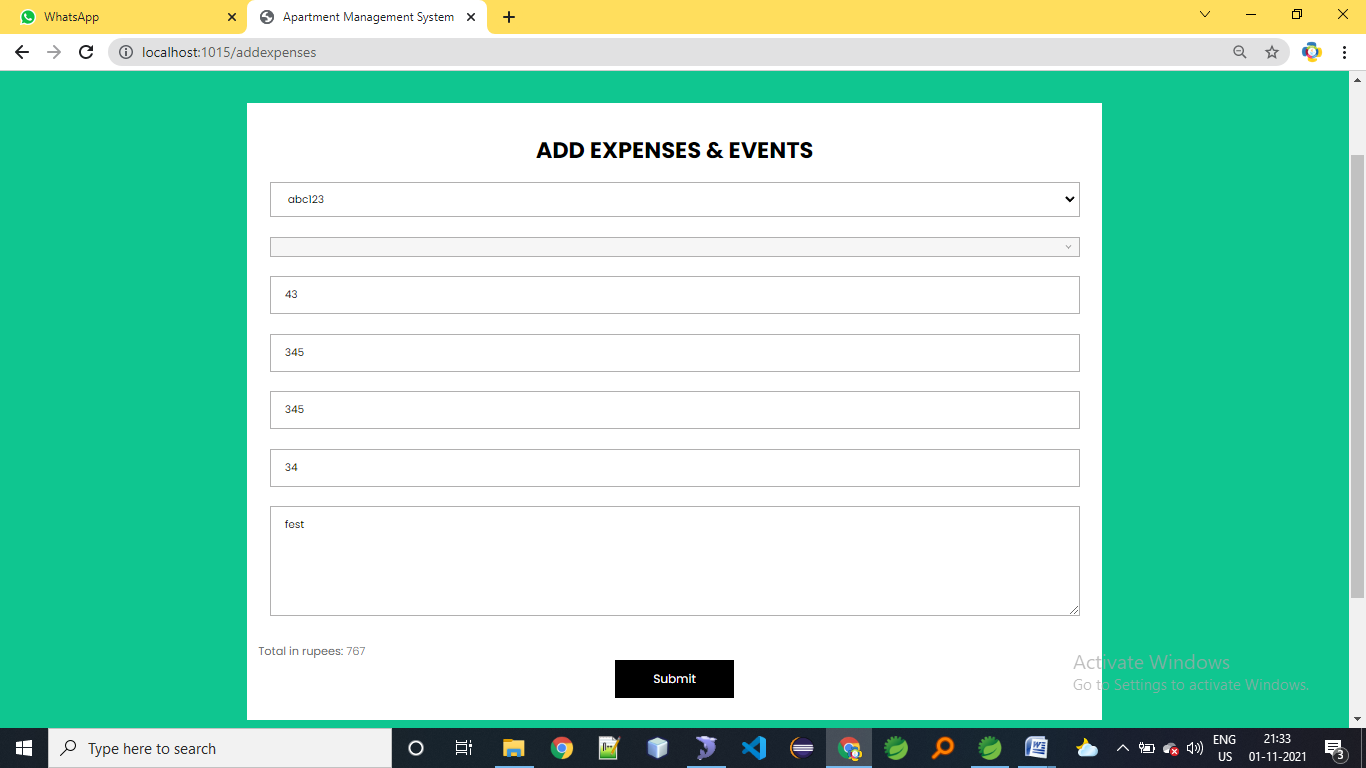 WhatsApp
Apartment Management System
localhost:1015/addexpenses
ADD EXPENSES & EVENTS
abc123
43
345
345
34
fest
Total in rupees: 767
Submit
Activate Windows
Go to Settings to activate Windows.
Type here to search
ENG
US
21:33
01-11-2021
3